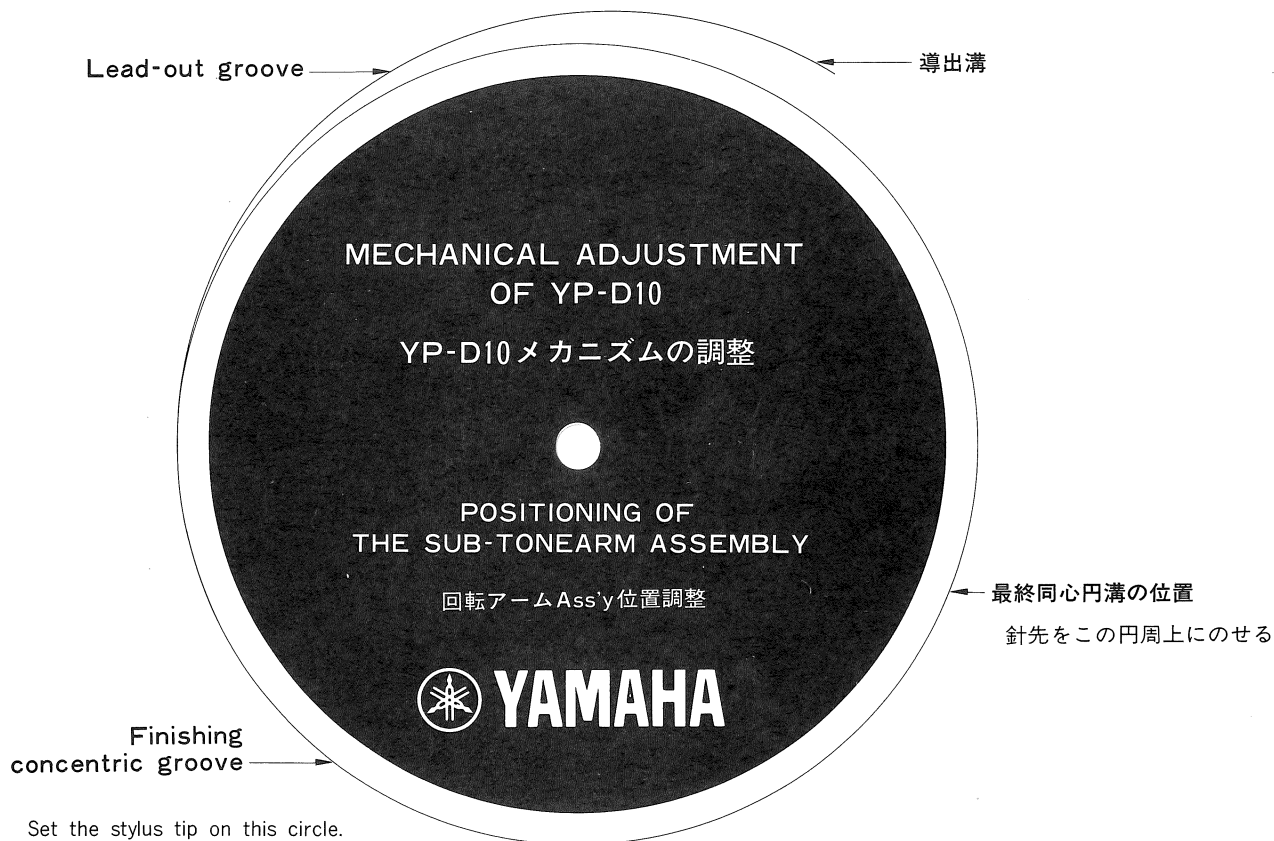 Lead-out groove
導出溝
MECHANICAL ADJUSTMENT
OF YP-D10
YP-D10メカニズムの調整
POSITIONING OF
THE SUB-TONEARM ASSEMBLY
回転アームAss'y位置調整
最終同心円溝の位置
針先をこの円周上にのせる
YAMAHA
Finishing
concentric groove
Set the stylus tip on this circle.